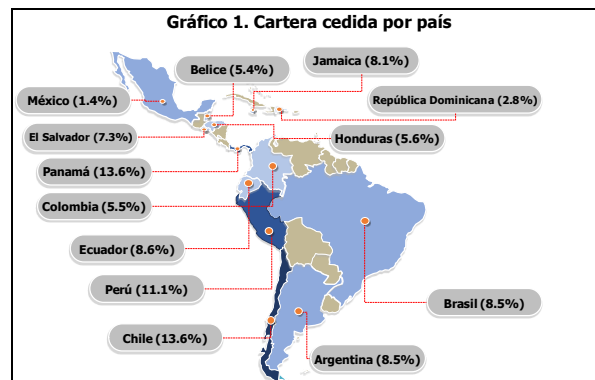 Gráfico 1. Cartera cedida por país
Jamaica (8.1%)
Belice (5.4%)
México (1.4%)
República Dominicana (2.8%)
El Salvador (7.3%)
Honduras (5.6%)
Panamá (13.6%)
Colombia (5.5%)
Ecuador (8.6%)
Perú (11.1%)
Brasil (8.5%)
Chile (13.6%)
Argentina (8.5%)